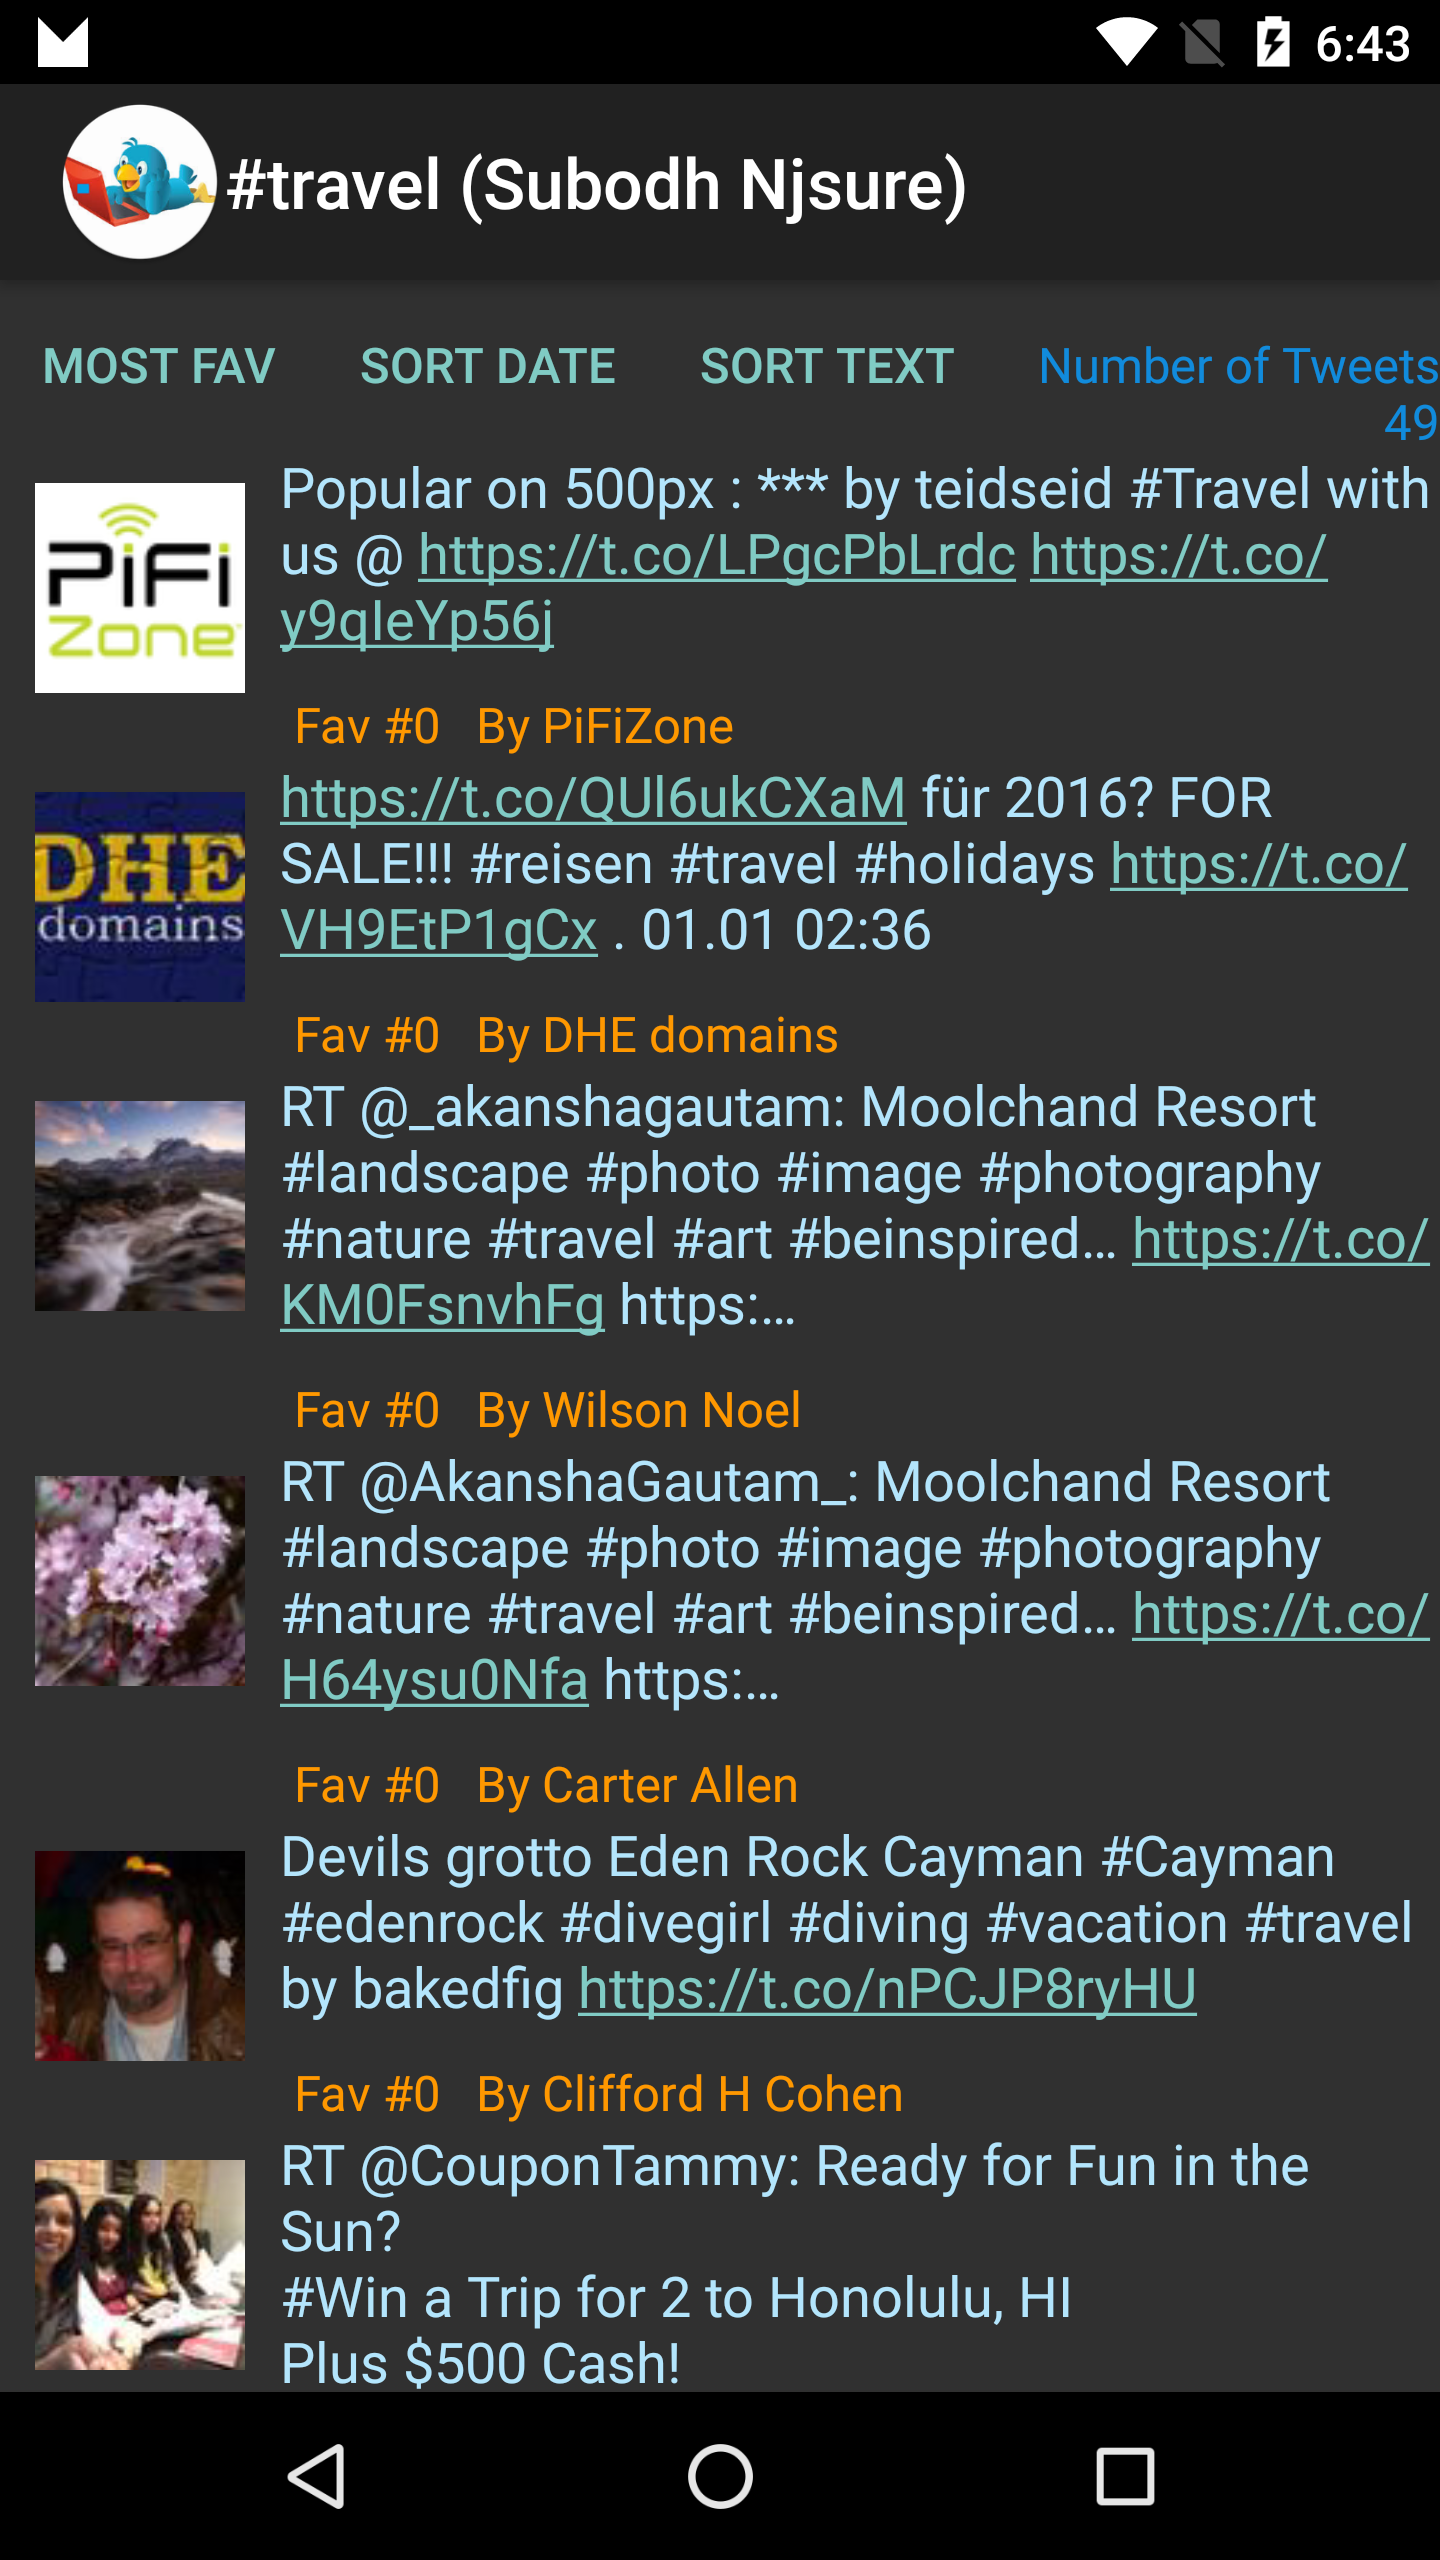 6:43
#travel (Subodh Njsure)
MOST FAV SORT DATE SORT TEXT Number of Tweets
49
PiFi
Zone
Popular on 500px : *** by teidseid #Travel with
us @ https://t.co/LPgcPbLrdc https://t.co/
y9qIeYp56j
Fav #0 By PiFiZone
DHE
domains
https://t.co/QUl6ukCXaM für 2016? FOR
SALE!!! #reisen #travel #holidays https://t.co/
VH9EtP1gCx . 01.01 02:36
Fav #0 By DHE domains
RT @_akanshagautam: Moolchand Resort
#landscape #photo #image #photography
#nature #travel #art #beinspired… https://t.co/
KM0FsnvhFg https:…
Fav #0 By Wilson Noel
RT @AkanshaGautam_: Moolchand Resort
#landscape #photo #image #photography
#nature #travel #art #beinspired… https://t.co/
H64ysu0Nfa https:…
Fav #0 By Carter Allen
Devils grotto Eden Rock Cayman #Cayman
#edenrock #divegirl #diving #vacation #travel
by bakedfig https://t.co/nPCJP8ryHU
Fav #0 By Clifford H Cohen
RT @CouponTammy: Ready for Fun in the
Sun?
#Win a Trip for 2 to Honolulu, HI
Plus $500 Cash!